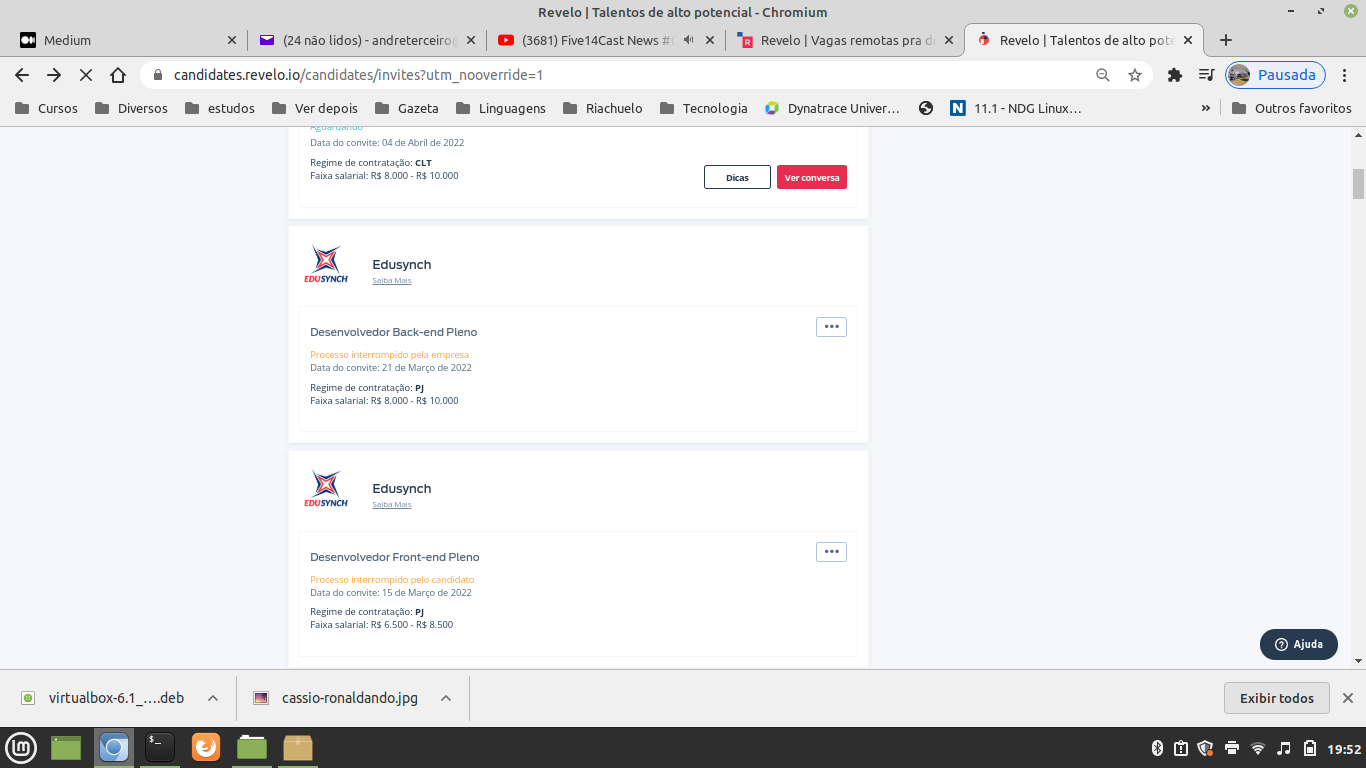 Revelo | Talentos de alto potencial - Chromium
Medium
(24 não lidos) - andreterceiro@
(3681) Five14Cast News #
Revelo | Vagas remotas pra de
Revelo | Talentos de alto pote
candidates.revelo.io/candidates/invites?utm_nooverride=1
Pausada
Cursos
Diversos
estudos
Ver depois
Gazeta
Linguagens
Riachuelo
Tecnologia
Dynatrace Univer...
11.1 - NDG Linux...
»
Outros favoritos
Aguardando
Data do convite: 04 de Abril de 2022
Regime de contratação: CLT
Faixa salarial: R$ 8.000 - R$ 10.000
Dicas
Ver conversa
EDUSYNCH
Edusynch
Saiba Mais
Desenvolvedor Back-end Pleno
Processo interrompido pela empresa
Data do convite: 21 de Março de 2022
Regime de contratação: PJ
Faixa salarial: R$ 8.000 - R$ 10.000
EDUSYNCH
Edusynch
Saiba Mais
Desenvolvedor Front-end Pleno
Processo interrompido pelo candidato
Data do convite: 15 de Março de 2022
Regime de contratação: PJ
Faixa salarial: R$ 6.500 - R$ 8.500
Ajuda
virtualbox-6.1_....deb
cassio-ronaldando.jpg
Exibir todos
19:52